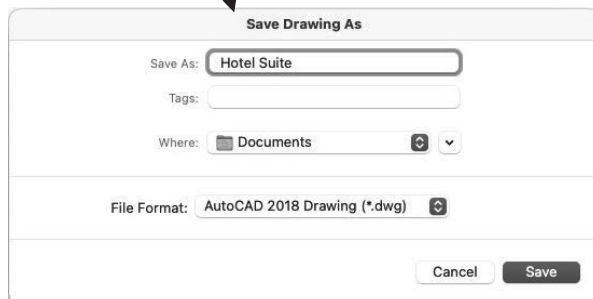 Save Drawing As
Save As: Hotel Suite
Tags:
Where: Documents
File Format: AutoCAD 2018 Drawing (*.dwg)
Cancel Save